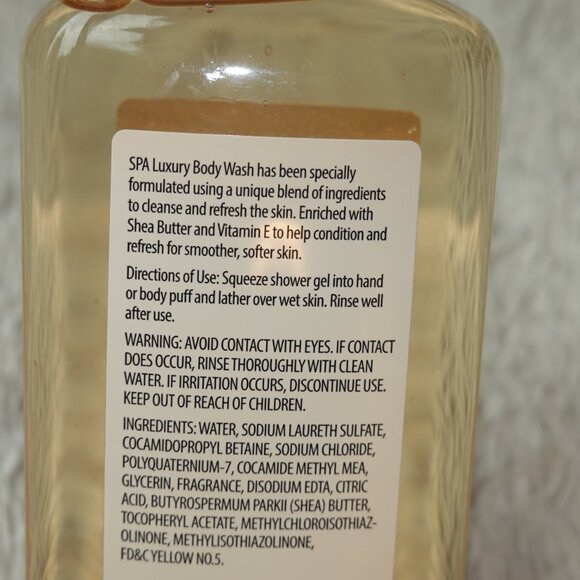 SPA Luxury Body Wash has been specially
formulated using a unique blend of ingredients
to cleanse and refresh the skin. Enriched with
Shea Butter and Vitamin E to help condition and
refresh for smoother, softer skin.
Directions of Use: Squeeze shower gel into hand
or body puff and lather over wet skin. Rinse well
after use.
WARNING: AVOID CONTACT WITH EYES. IF CONTACT
DOES OCCUR, RINSE THOROUGHLY WITH CLEAN
WATER. IF IRRITATION OCCURS, DISCONTINUE USE.
KEEP OUT OF REACH OF CHILDREN.
INGREDIENTS: WATER, SODIUM LAURETH SULFATE,
COCAMIDOPROPYL BETAINE, SODIUM CHLORIDE,
POLYQUATERNIUM-7, COCAMIDE METHYL MEA,
GLYCERIN, FRAGRANCE, DISODIUM EDTA, CITRIC
ACID, BUTYROSPERMUM PARKII (SHEA) BUTTER,
TOCOPHERYL ACETATE, METHYLCHLOROISOTHIAZ-
OLINONE, METHYLISOTHIAZOLINONE,
FD&C YELLOW NO.5.